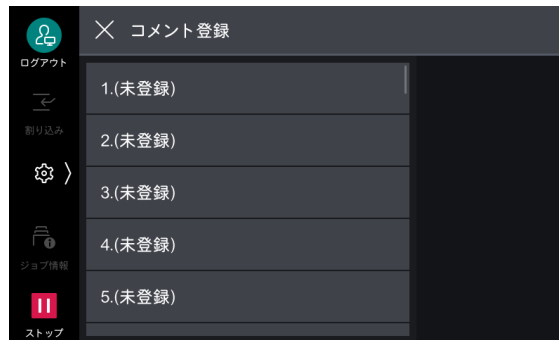 コメント登録
ログアウト
割り込み
ジョブ情報
ストップ
1.(未登録)
2.(未登録)
3.(未登録)
4.(未登録)
5.(未登録)